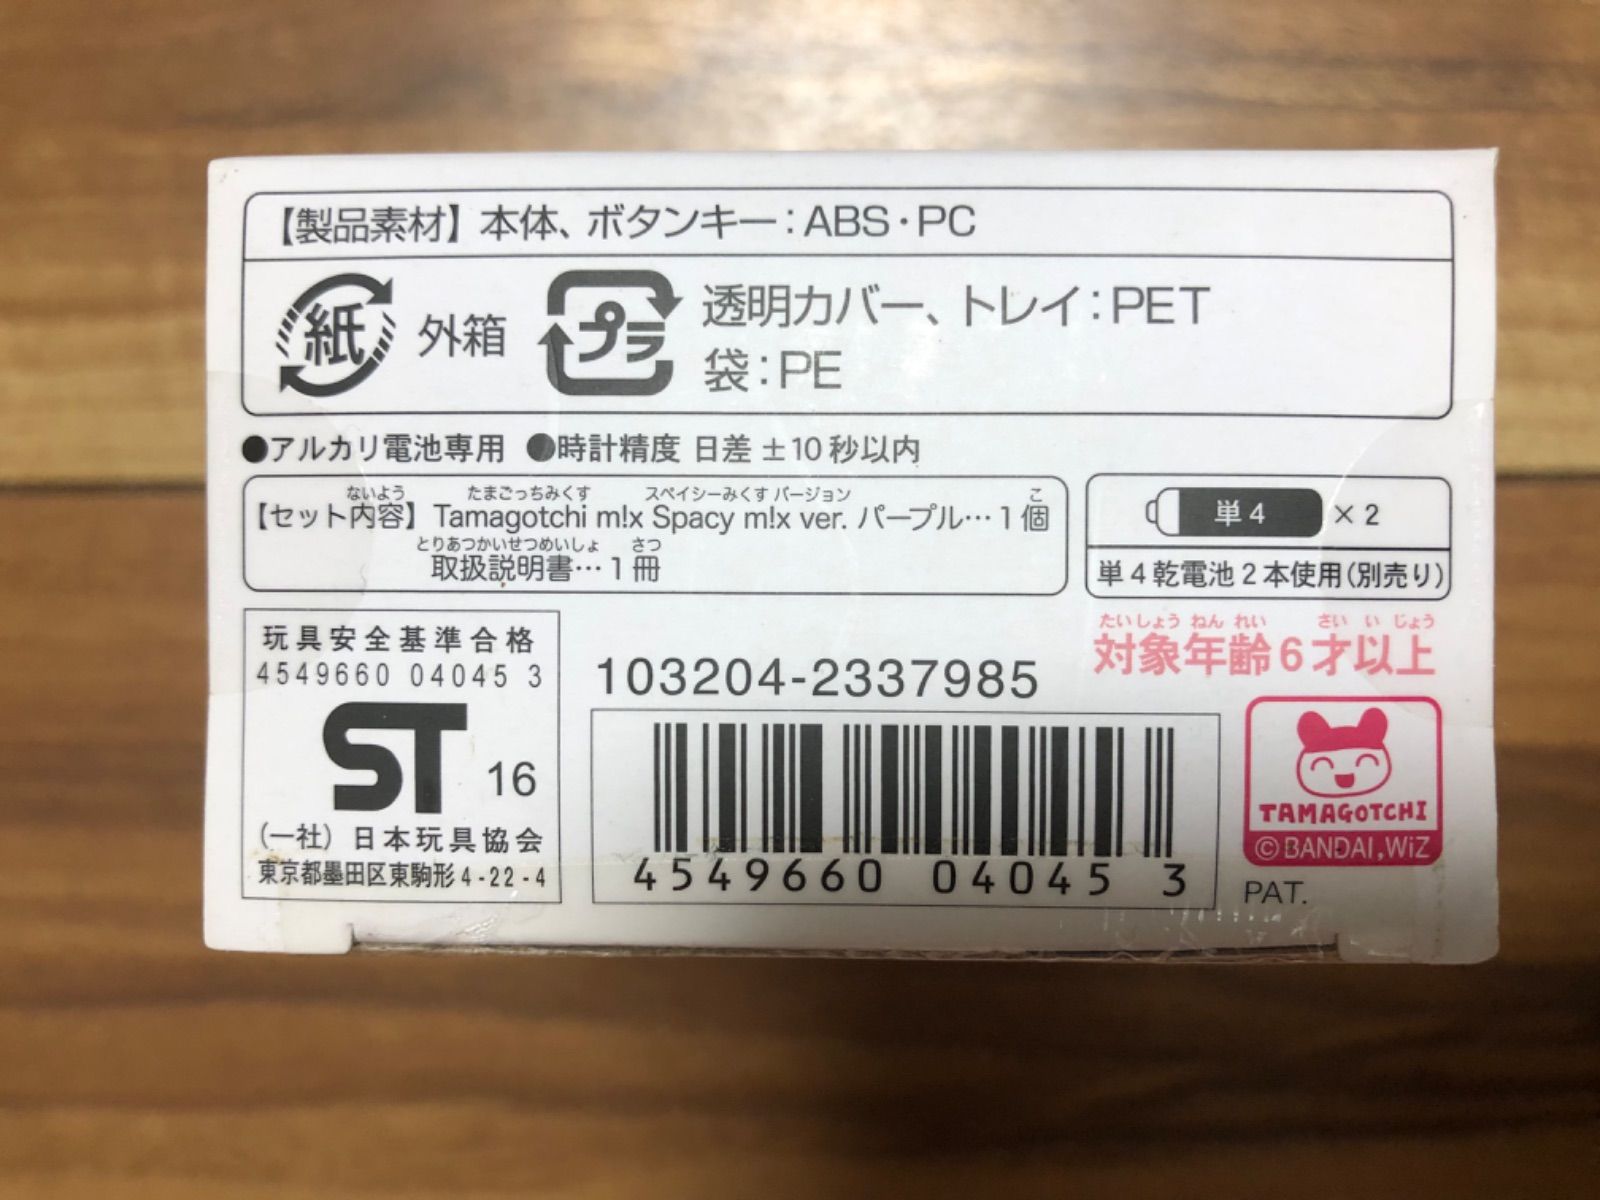 【製品素材】本体、ボタンキー：ABS・PC
紙 外箱
プラ 透明カバー、トレイ：PET
袋：PE
●アルカリ電池専用 ●時計精度 日差 ±10秒以内
ないよう たまごっちみくす スペイシーみくす バージョン こ
【セット内容】Tamagotchi m!x Spacy m!x ver. パープル…1個
とりあつかいせつめいしょ さつ
取扱説明書…1冊
単4 ×2
単4乾電池2本使用(別売り)
たいしょう ねん れい さい い じょう
対象年齢6才以上
玩具安全基準合格
4549660 04045 3
ST 16
(一社) 日本玩具協会
東京都墨田区東駒形4-22-4
103204-2337985
4549660 04045 3
TAMAGOTCHI
©BANDAI,WiZ
PAT.